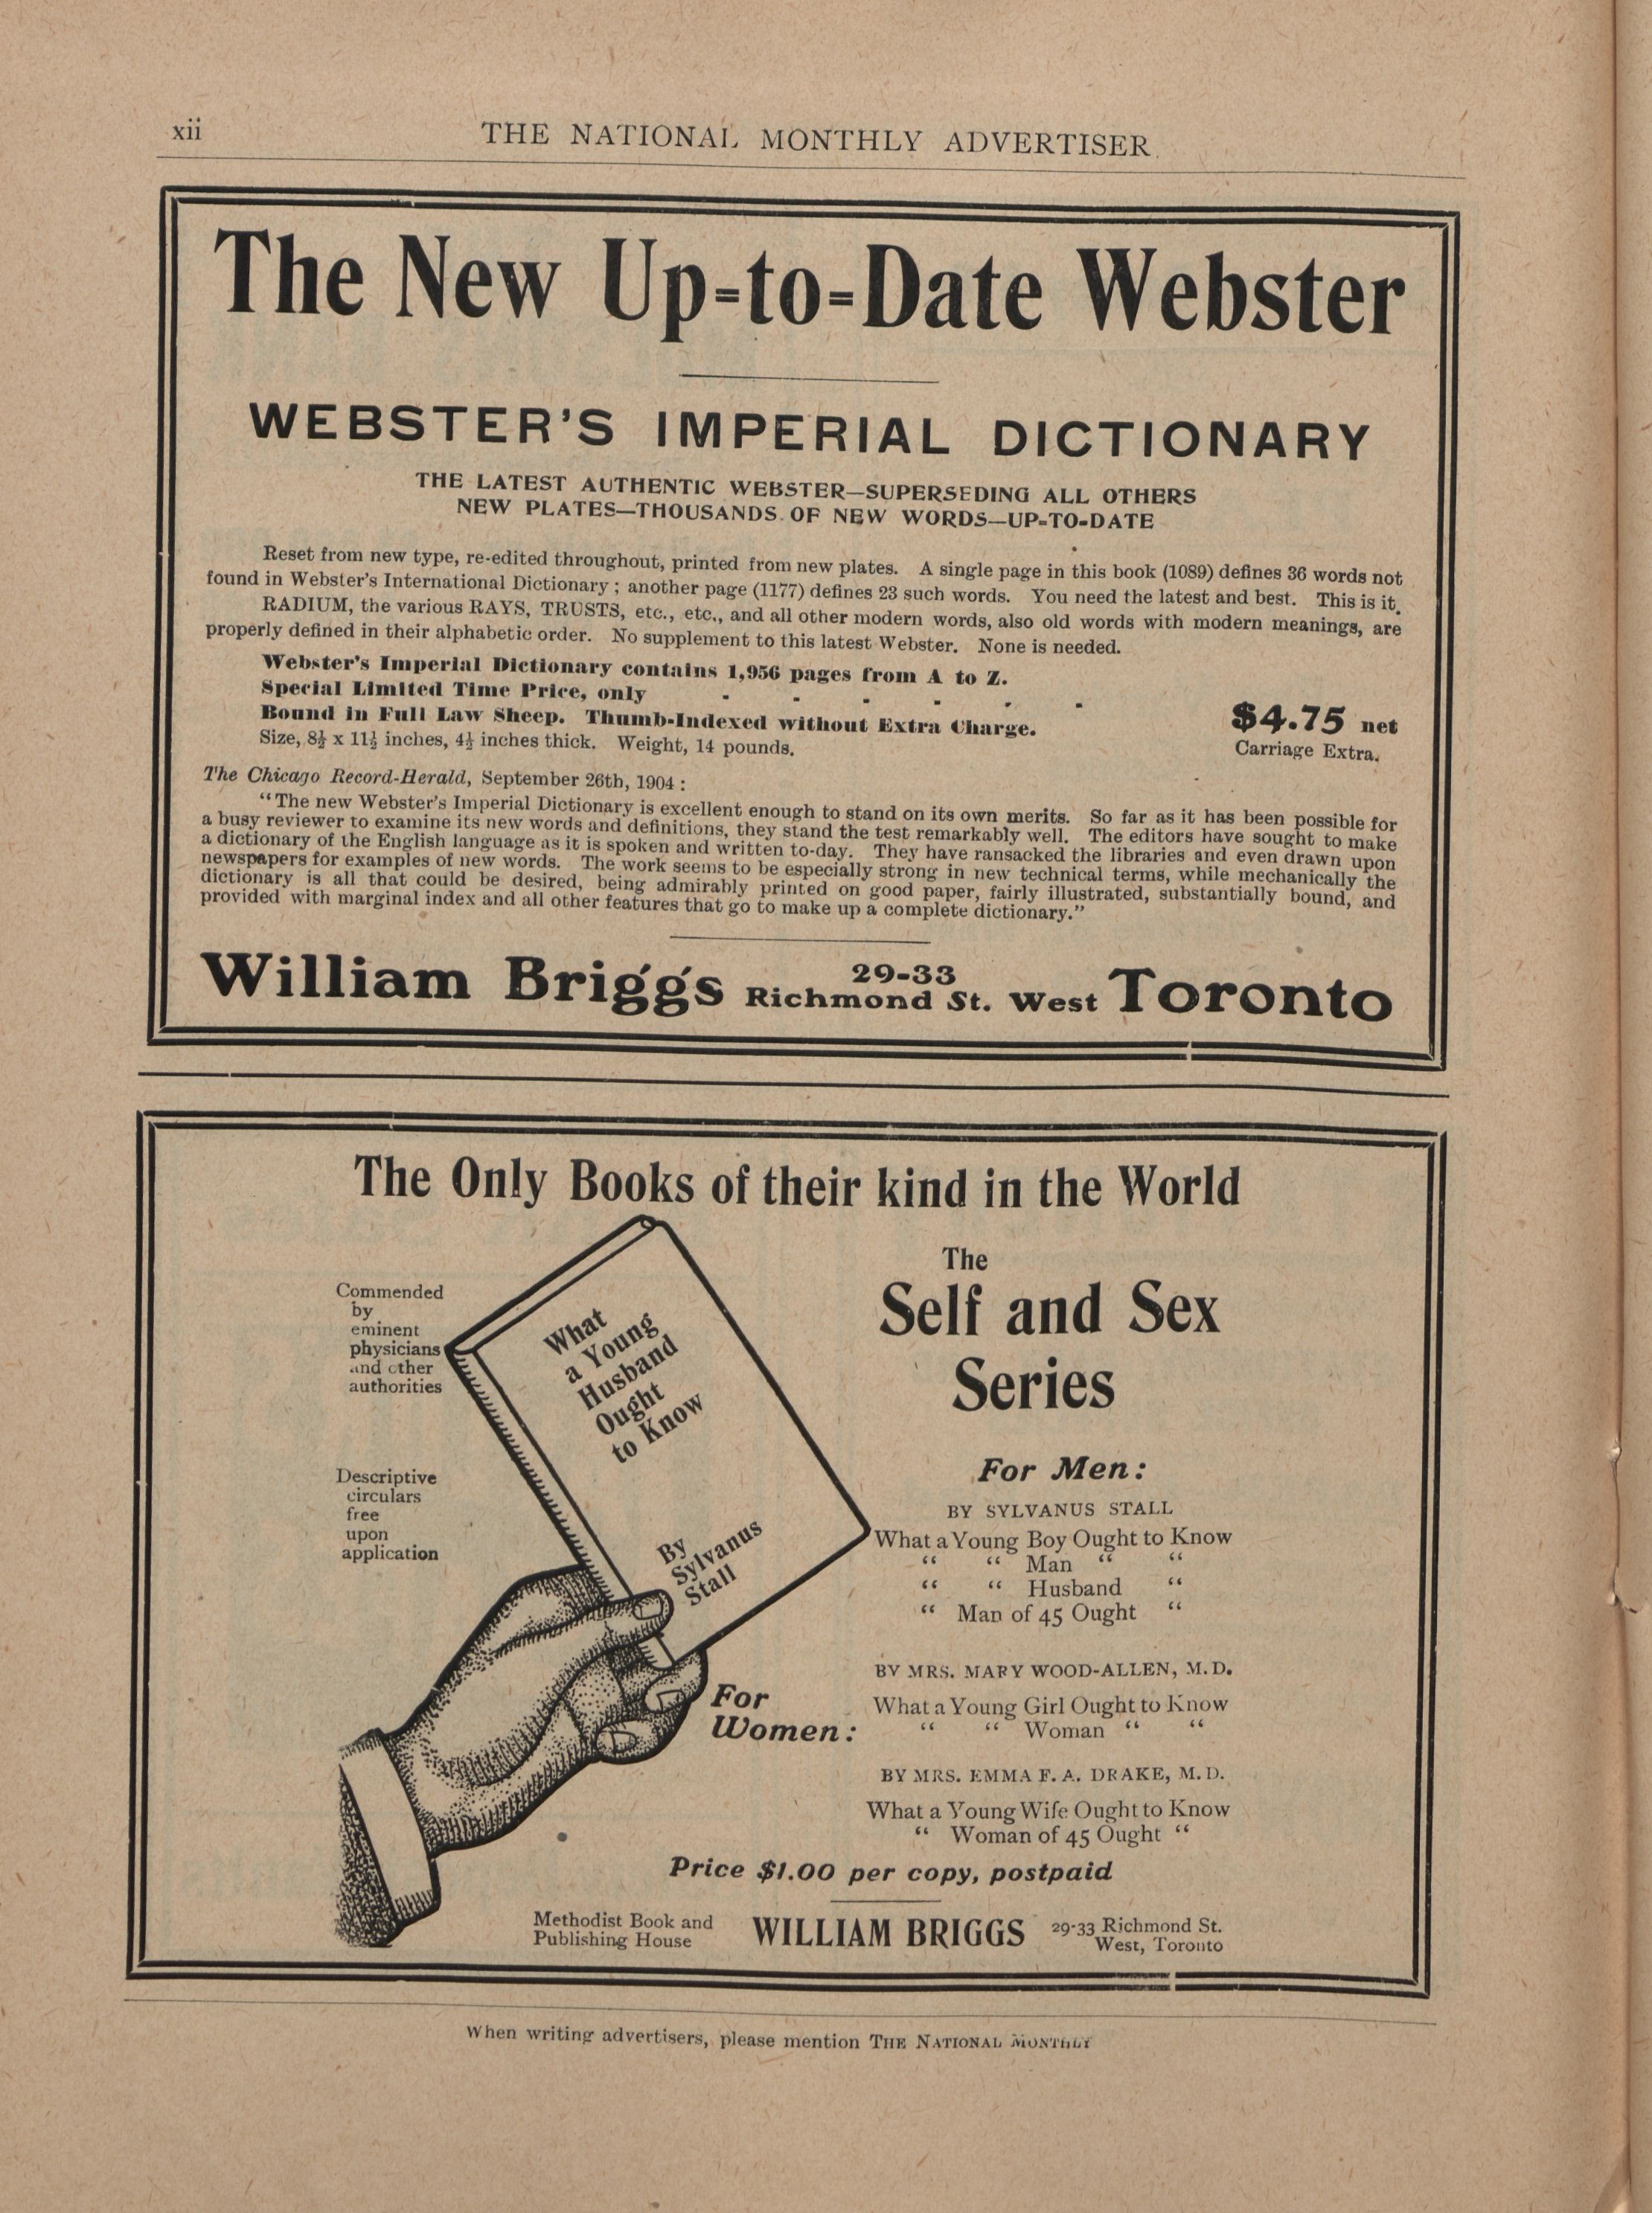 xii
THE NATIONAL MONTHLY ADVERTISER
The New Up=to=Date Webster
WEBSTER'S IMPERIAL DICTIONARY
THE LATEST AUTHENTIC WEBSTER—SUPERSEDING ALL OTHERS
NEW PLATES—THOUSANDS OF NEW WORDS—UP=TO=DATE
Reset from new type, re-edited throughout, printed from new plates. A single page in this book (1089) defines 36 words not
found in Webster's International Dictionary; another page (1177) defines 23 such words. You need the latest and best. This is it.
RADIUM, the various RAYS, TRUSTS, etc., etc., and all other modern words, also old words with modern meanings, are
properly defined in their alphabetic order. No supplement to this latest Webster. None is needed.
Webster's Imperial Dictionary contains 1,956 pages from A to Z.
Special Limited Time Price, only - - - - - -
Bound in Full Law Sheep. Thumb-Indexed without Extra Charge.
$4.75 net
Size, 8½ x 11½ inches, 4½ inches thick. Weight, 14 pounds.
Carriage Extra.
The Chicago Record-Herald, September 26th, 1904:
"The new Webster's Imperial Dictionary is excellent enough to stand on its own merits. So far as it has been possible for
a busy reviewer to examine its new words and definitions, they stand the test remarkably well. The editors have sought to make
a dictionary of the English language as it is spoken and written to-day. They have ransacked the libraries and even drawn upon
newspapers for examples of new words. The work seems to be especially strong in new technical terms, while mechanically the
dictionary is all that could be desired, being admirably printed on good paper, fairly illustrated, substantially bound, and
provided with marginal index and all other features that go to make up a complete dictionary."
William Briggs 29-33 Richmond St. West Toronto
The Only Books of their kind in the World
Commended
by
eminent
physicians
and other
authorities
Descriptive
circulars
free
upon
application
What
a Young
Husband
Ought
to Know
By
Sylvanus
Stall
The
Self and Sex
Series
For Men:
BY SYLVANUS STALL
What a Young Boy Ought to Know
“ “ Man “ “
“ “ Husband “
“ Man of 45 Ought “
For
Women:
BY MRS. MARY WOOD-ALLEN, M.D.
What a Young Girl Ought to Know
“ “ Woman “ “
BY MRS. EMMA F. A. DRAKE, M.D.
What a Young Wife Ought to Know
“ Woman of 45 Ought “
Price $1.00 per copy, postpaid
Methodist Book and
Publishing House
WILLIAM BRIGGS
29-33 Richmond St.
West, Toronto
When writing advertisers, please mention THE NATIONAL MONTHLY